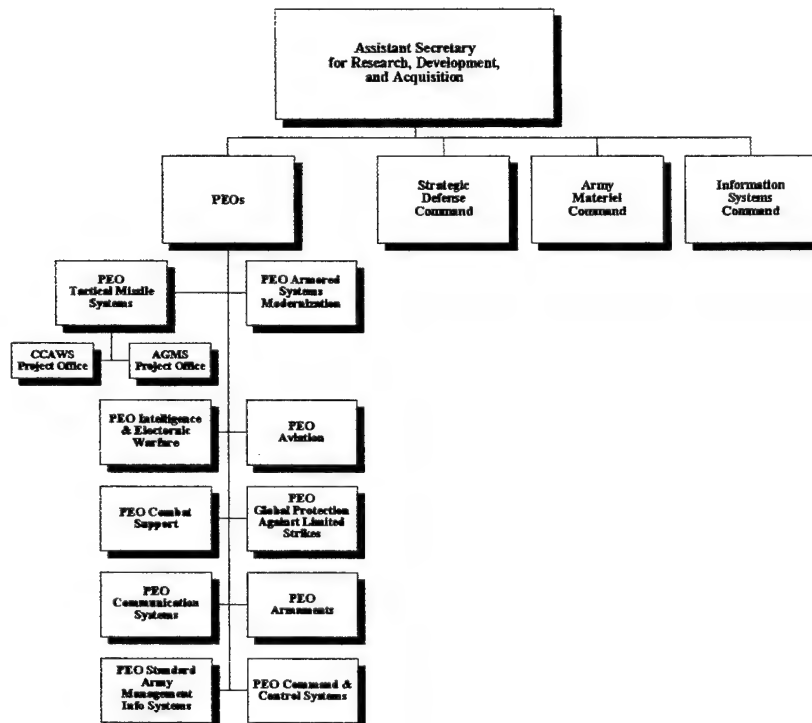 Assistant Secretary
for Research, Development,
and Acquisition
PEOs
Strategic
Defense
Command
Army
Materiel
Command
Information
Systems
Command
PEO
Tactical Missile
Systems
PEO Armored
Systems
Modernization
CCAWS
Project Office
AGMS
Project Office
PEO Intelligence
& Electornic
Warfare
PEO
Aviation
PEO Combat
Support
PEO
Global Protection
Against Limited
Strikes
PEO
Communication
Systems
PEO
Armaments
PEO Standard
Army
Management
Info Systems
PEO Command &
Control Systems